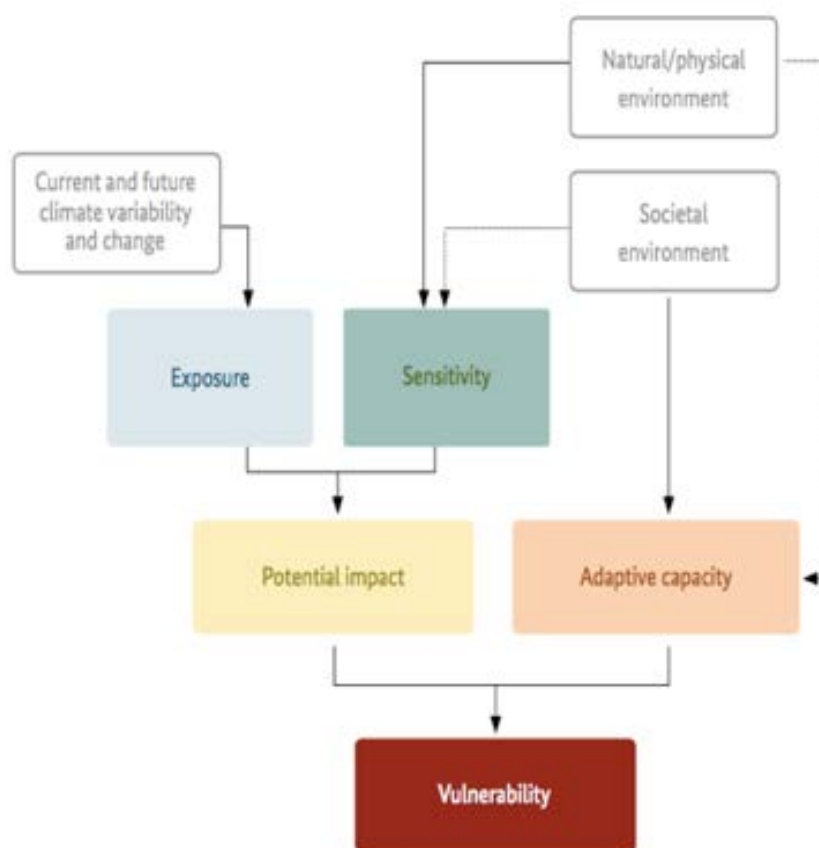 Natural/physical
environment
Current and future
climate variability
and change
Societal
environment
Exposure
Sensitivity
Potential impact
Adaptive capacity
Vulnerability